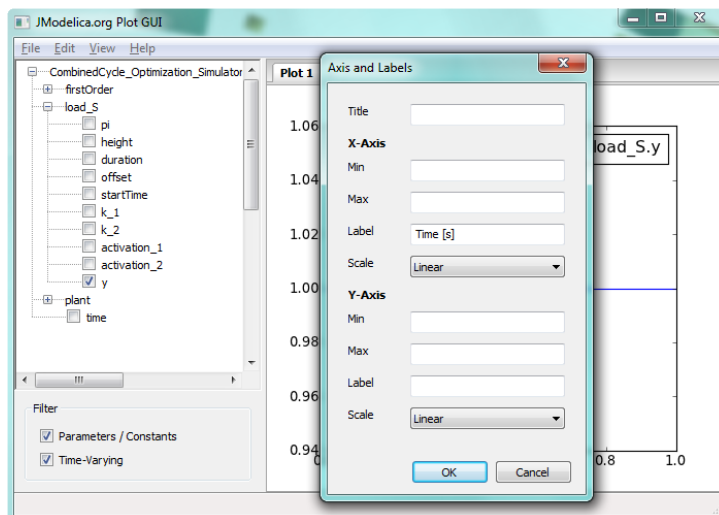 JModelica.org Plot GUI
File Edit View Help
CombinedCycle_Optimization_Simulator
firstOrder
load_S
pi
height
duration
offset
startTime
k_1
k_2
activation_1
activation_2
y
plant
time
Filter
Parameters / Constants
Time-Varying
Plot 1
1.06
1.04
1.02
1.00
0.98
0.96
0.94
0.8 1.0
load_S.y
Axis and Labels
Title
X-Axis
Min
Max
Label Time [s]
Scale Linear
Y-Axis
Min
Max
Label
Scale Linear
OK Cancel